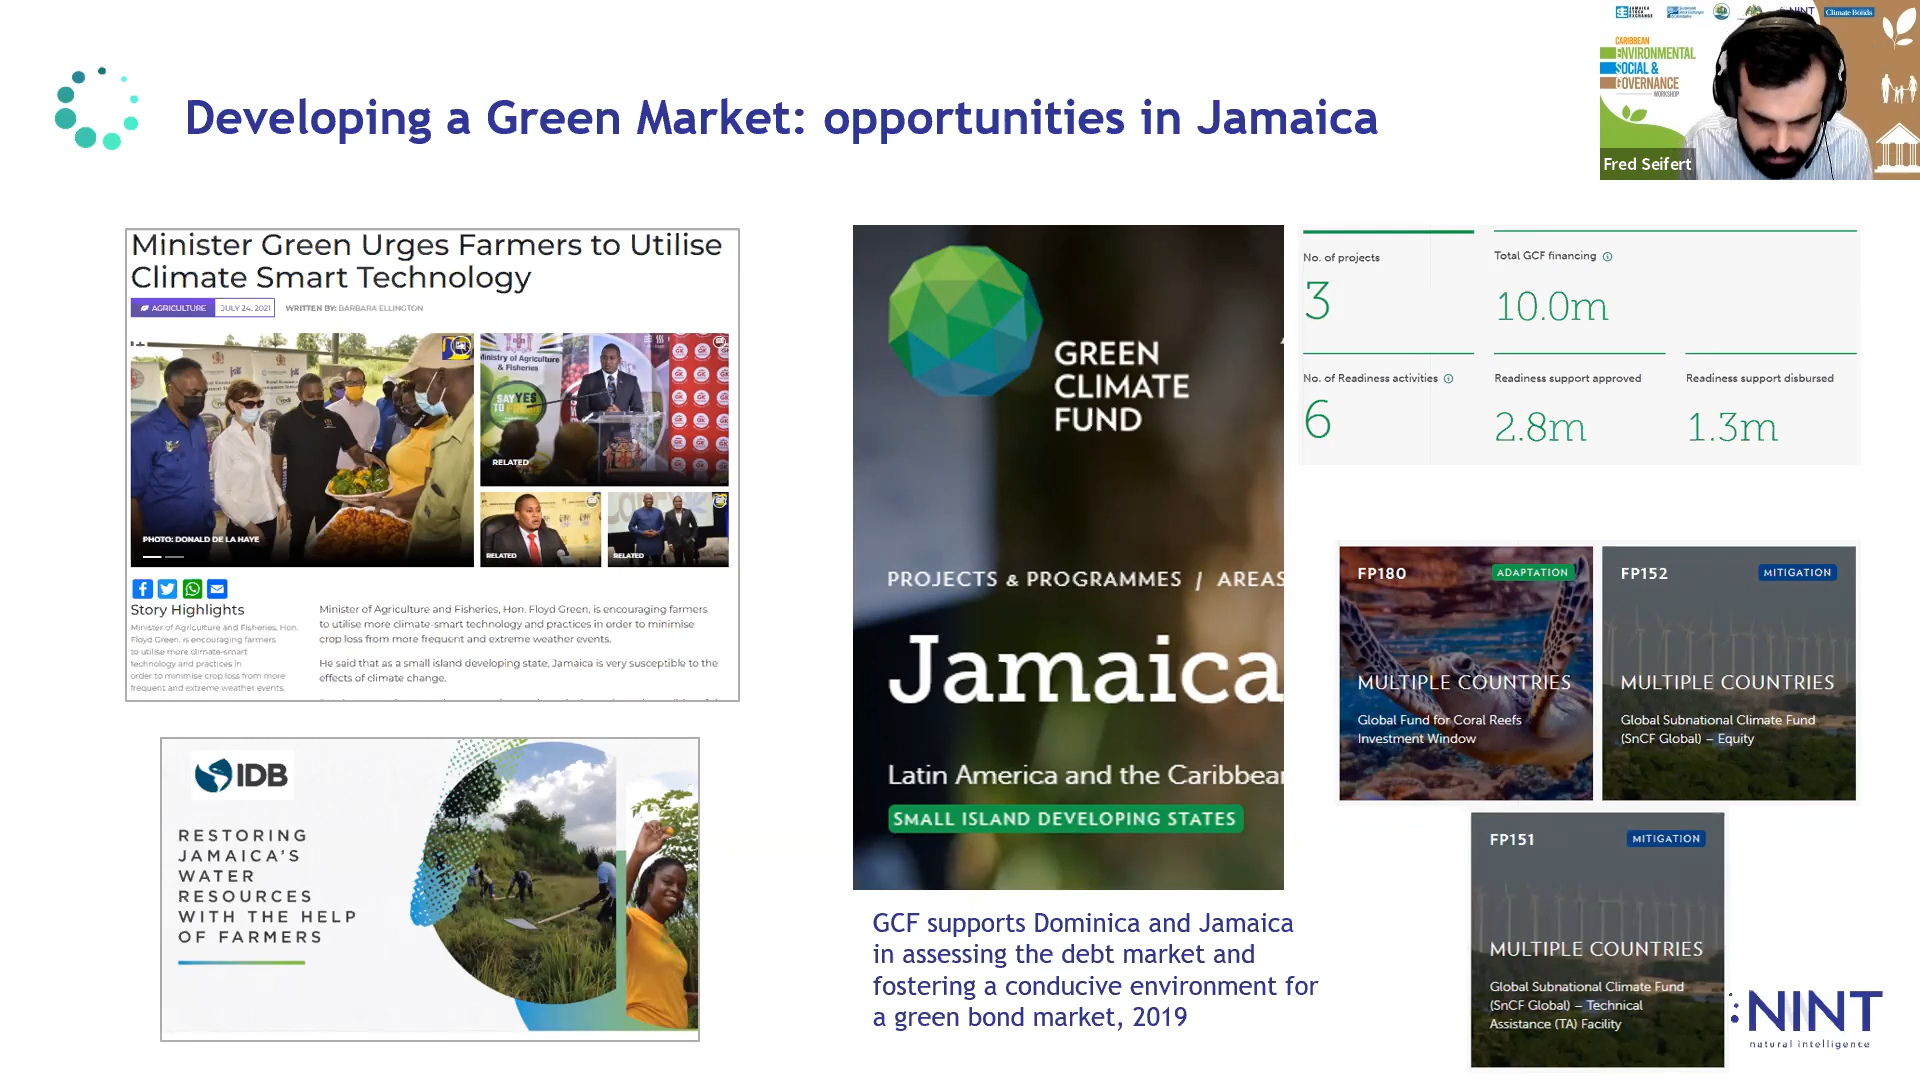 Developing a Green Market: opportunities in Jamaica
JAMAICA
STOCK
EXCHANGE
NINT
Climate Bonds
CARIBBEAN
ENVIRONMENTAL
SOCIAL &
GOVERNANCE
WORKSHOP
Fred Seifert
Minister Green Urges Farmers to Utilise
Climate Smart Technology
AGRICULTURE JULY 24, 2021 WRITTEN BY: BARBARA ELLINGTON
Ministry of Agriculture
& Fisheries
SAY YES
RELATED
PHOTO: DONALD DE LA HAYE
RELATED
RELATED
Story Highlights
Minister of Agriculture and Fisheries, Hon.
Floyd Green, is encouraging farmers
to utilise more climate-smart
technology and practices in
order to minimise crop loss from more
frequent and extreme weather events.
Minister of Agriculture and Fisheries, Hon. Floyd Green, is encouraging farmers
to utilise more climate-smart technology and practices in order to minimise
crop loss from more frequent and extreme weather events.
He said that as a small island developing state, Jamaica is very susceptible to the
effects of climate change.
IDB
RESTORING
JAMAICA'S
WATER
RESOURCES
WITH THE HELP
OF FARMERS
GREEN
CLIMATE
FUND
PROJECTS & PROGRAMMES / AREAS
Jamaica
Latin America and the Caribbean
SMALL ISLAND DEVELOPING STATES
GCF supports Dominica and Jamaica
in assessing the debt market and
fostering a conducive environment for
a green bond market, 2019
No. of projects
3
Total GCF financing
10.0m
No. of Readiness activities
6
Readiness support approved
2.8m
Readiness support disbursed
1.3m
FP180 ADAPTATION
MULTIPLE COUNTRIES
Global Fund for Coral Reefs
Investment Window
FP152 MITIGATION
MULTIPLE COUNTRIES
Global Subnational Climate Fund
(SnCF Global) – Equity
FP151 MITIGATION
MULTIPLE COUNTRIES
Global Subnational Climate Fund
(SnCF Global) – Technical
Assistance (TA) Facility
NINT
natural intelligence